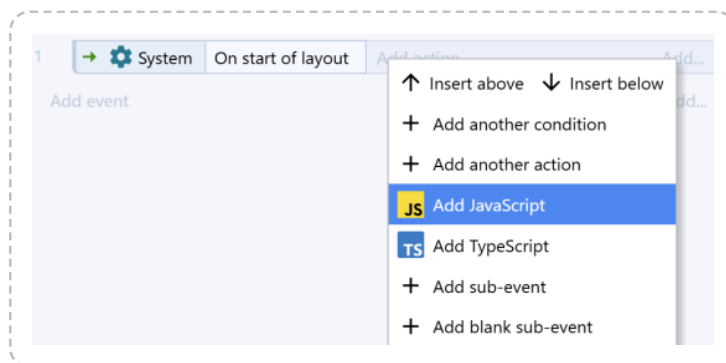 1 System On start of layout Add action Add...
Insert above Insert below
Add event
Add another condition
Add another action
JS Add JavaScript
TS Add TypeScript
Add sub-event
Add blank sub-event